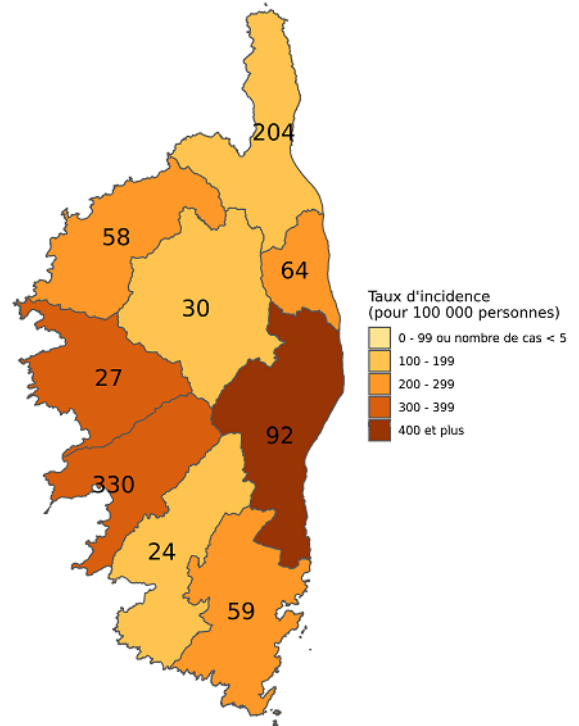 204
58
64
30
Taux d'incidence
(pour 100 000 personnes)
0 - 99 ou nombre de cas < 5
100 - 199
200 - 299
300 - 399
400 et plus
27
92
330
24
59